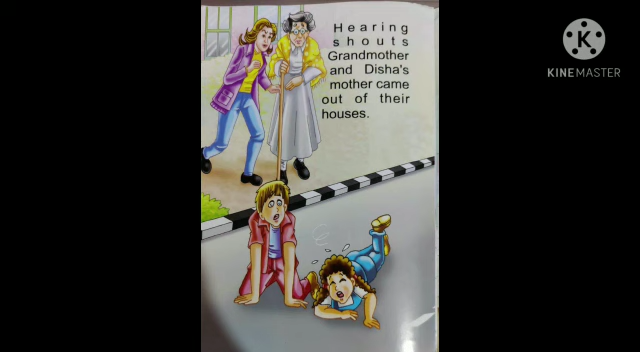 Hearing
shouts
Grandmother
and Disha's
mother came
out of their
houses.
K
KINEMASTER